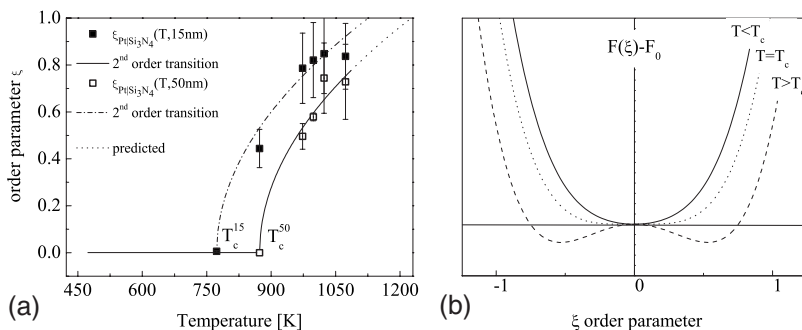 ξPt|Si3N4(T,15nm)
2nd order transition
ξPt|Si3N4(T,50nm)
2nd order transition
predicted
order parameter ξ
1.0
0.8
0.6
0.4
0.2
0.0
Tc15
Tc50
450
600
750
900
1050
1200
Temperature [K]
(a)
F(ξ)-F0
T<Tc
T=Tc
T>Tc
-1
0
1
ξ order parameter
(b)